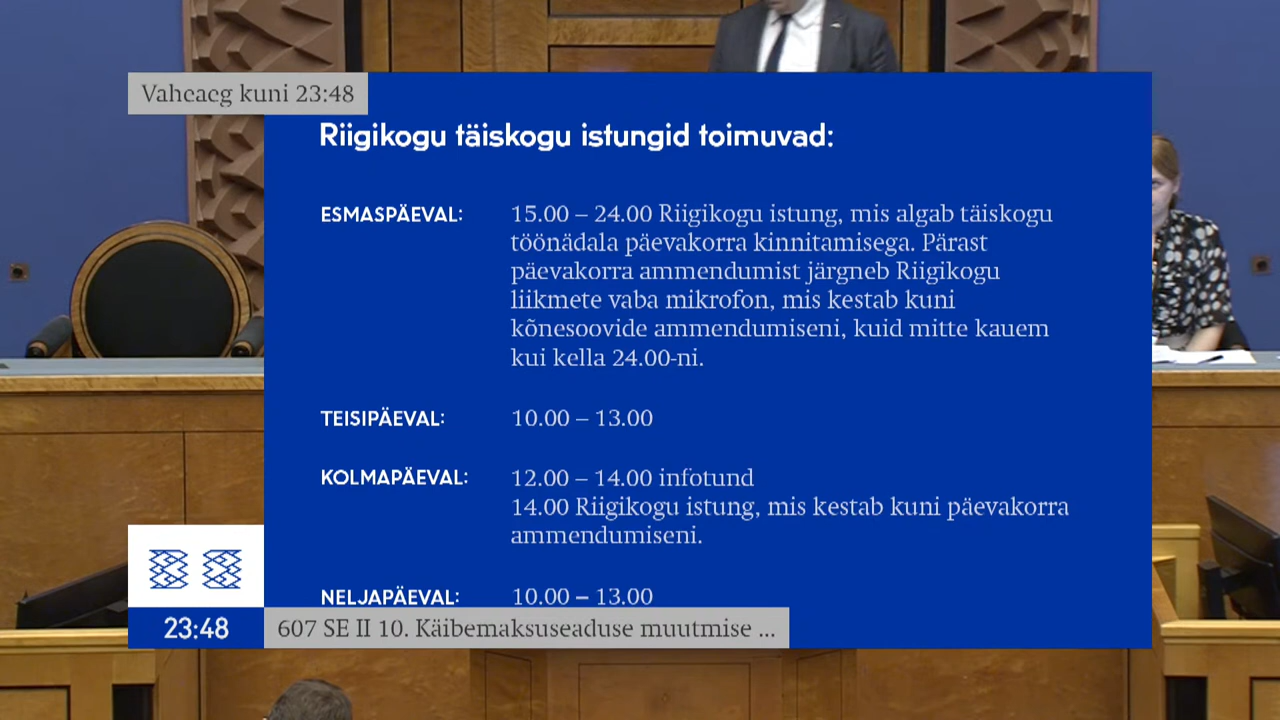 Vaheaeg kuni 23:48
Riigikogu täiskogu istungid toimuvad:
ESMASPÄEVAL: 15.00 – 24.00 Riigikogu istung, mis algab täiskogu
töönädala päevakorra kinnitamisega. Pärast
päevakorra ammendumist järgneb Riigikogu
liikmete vaba mikrofon, mis kestab kuni
kõnesoovide ammendumiseni, kuid mitte kauem
kui kella 24.00-ni.
TEISIPÄEVAL: 10.00 – 13.00
KOLMAPÄEVAL: 12.00 – 14.00 infotund
14.00 Riigikogu istung, mis kestab kuni päevakorra
ammendumiseni.
NELJAPÄEVAL: 10.00 – 13.00
23:48 607 SE II 10. Käibemaksuseaduse muutmise ...